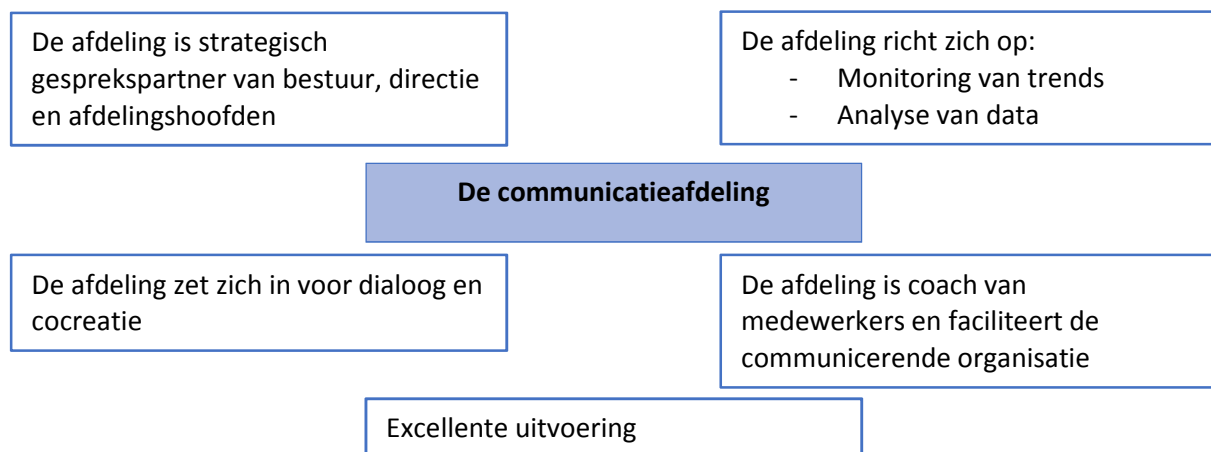 De afdeling is strategisch
gesprekspartner van bestuur, directie
en afdelingshoofden
De afdeling richt zich op:
- Monitoring van trends
- Analyse van data
De communicatieafdeling
De afdeling zet zich in voor dialoog en
cocreatie
De afdeling is coach van
medewerkers en faciliteert de
communicerende organisatie
Excellente uitvoering